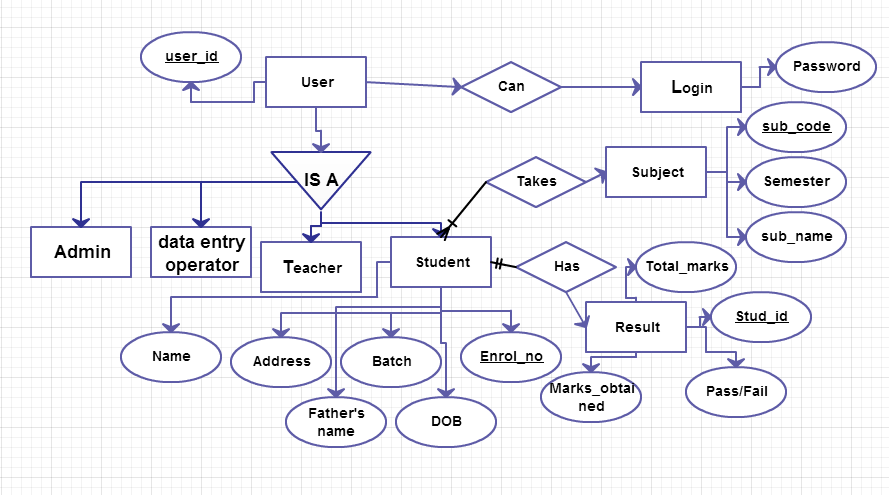 user_id
User
Can
Login
Password
sub_code
IS A
Takes
Subject
Semester
sub_name
Admin
data entry
operator
Teacher
Student
Has
Total_marks
Result
Stud_id
Name
Address
Batch
Enrol_no
Marks_obtai
ned
Pass/Fail
Father's
name
DOB